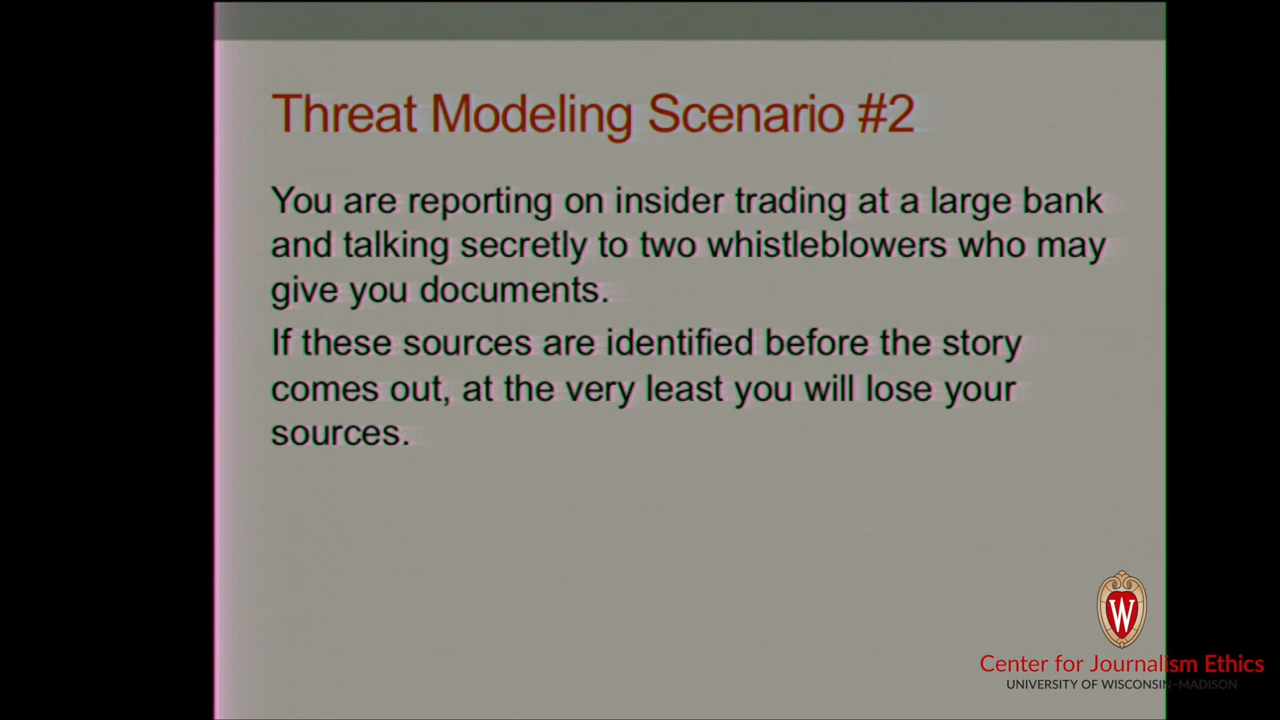 Threat Modeling Scenario #2
You are reporting on insider trading at a large bank
and talking secretly to two whistleblowers who may
give you documents.
If these sources are identified before the story
comes out, at the very least you will lose your
sources.
W
Center for Journalism Ethics
UNIVERSITY OF WISCONSIN–MADISON